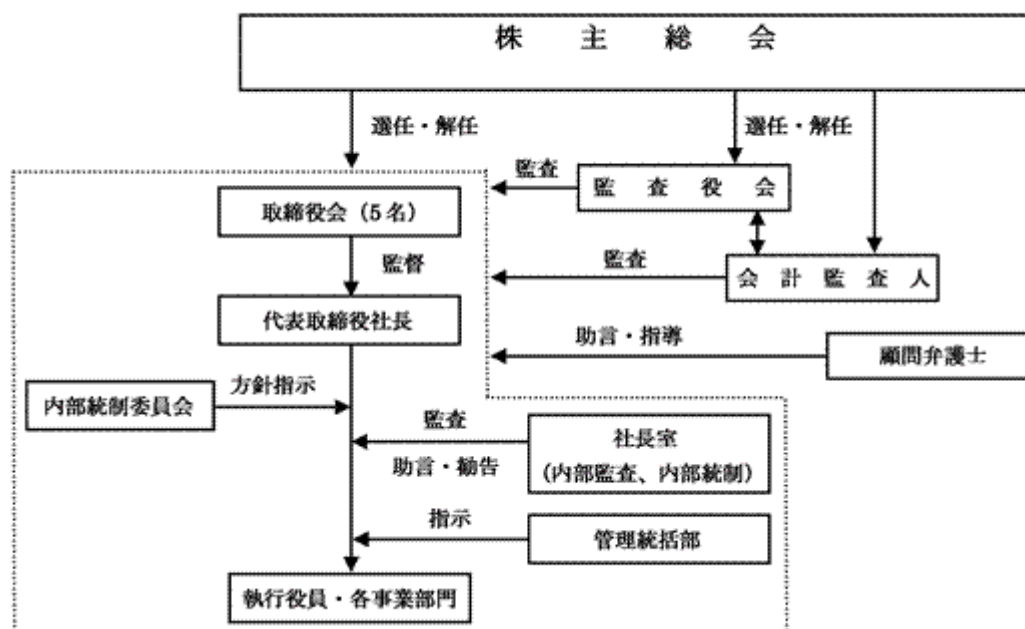 株主総会
選任・解任
選任・解任
監査
監査役会
取締役会（5名）
監督
監査
会計監査人
代表取締役社長
助言・指導
顧問弁護士
内部統制委員会
方針指示
監査
助言・勧告
社長室
（内部監査、内部統制）
指示
管理統括部
執行役員・各事業部門